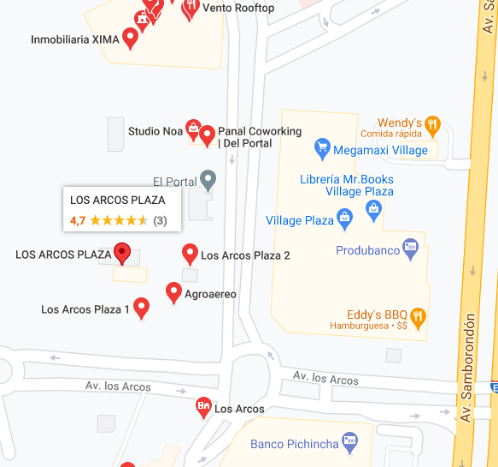 Vento Rooftop
Inmobiliaria XIMA
Av. Sa
Wendy's
Comida rápida
Studio Noa
Panal Coworking
| Del Portal
Megamaxi Village
El Portal
Librería Mr.Books
Village Plaza
LOS ARCOS PLAZA
4,7 (3)
Village Plaza
Produbanco
LOS ARCOS PLAZA
Los Arcos Plaza 2
Agroaereo
Los Arcos Plaza 1
Eddy's BBQ
Hamburguesa • $$
Av. Samborondón
Av. los Arcos
Av. los Arcos
E
Los Arcos
Banco Pichincha